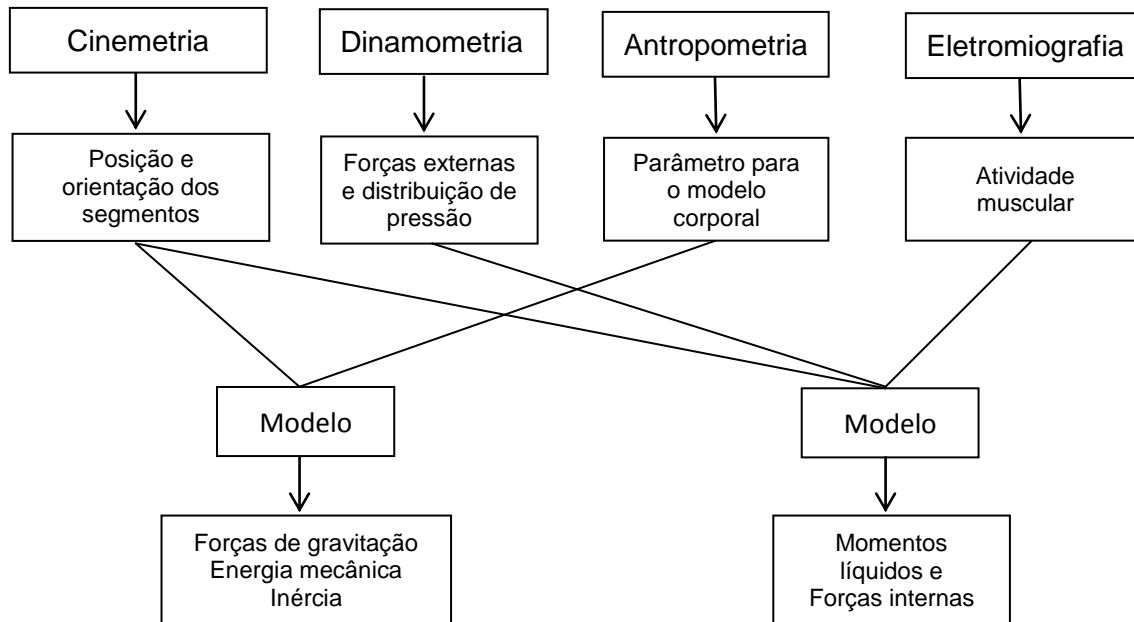 Cinemetria
Dinamometria
Antropometria
Eletromiografia
Posição e
orientação dos
segmentos
Forças externas
e distribuição de
pressão
Parâmetro para
o modelo
corporal
Atividade
muscular
Modelo
Modelo
Forças de gravitação
Energia mecânica
Inércia
Momentos
líquidos e
Forças internas